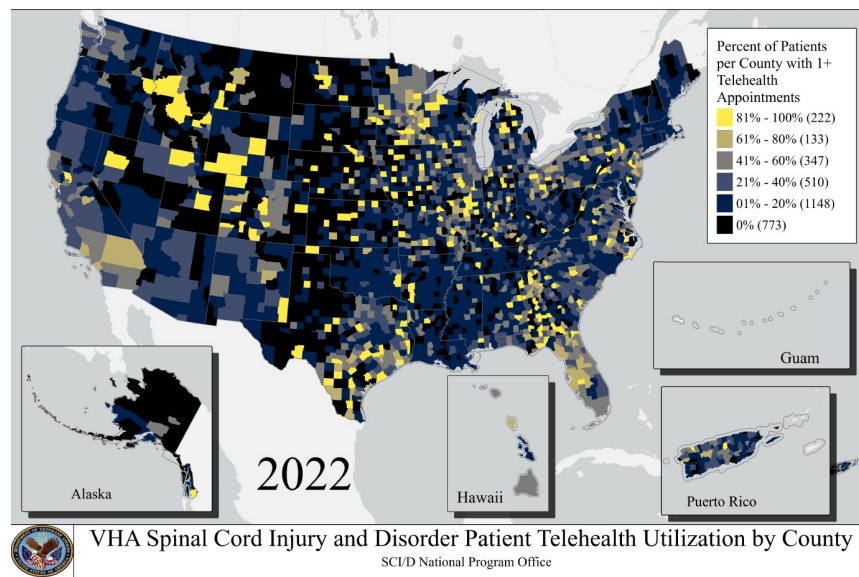 Percent of Patients
per County with 1+
Telehealth
Appointments
81% - 100% (222)
61% - 80% (133)
41% - 60% (347)
21% - 40% (510)
01% - 20% (1148)
0% (773)
Guam
Alaska
2022
Hawaii
Puerto Rico
VHA Spinal Cord Injury and Disorder Patient Telehealth Utilization by County
SCI/D National Program Office